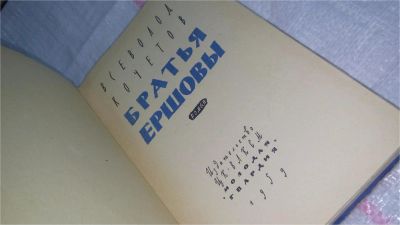 ВСЕВОЛОД
КОЧЕТОВ
БРАТЬЯ
ЕРШОВЫ
РОМАН
Издательство
ЦК ВЛКСМ
„МОЛОДАЯ
ГВАРДИЯ"
1959